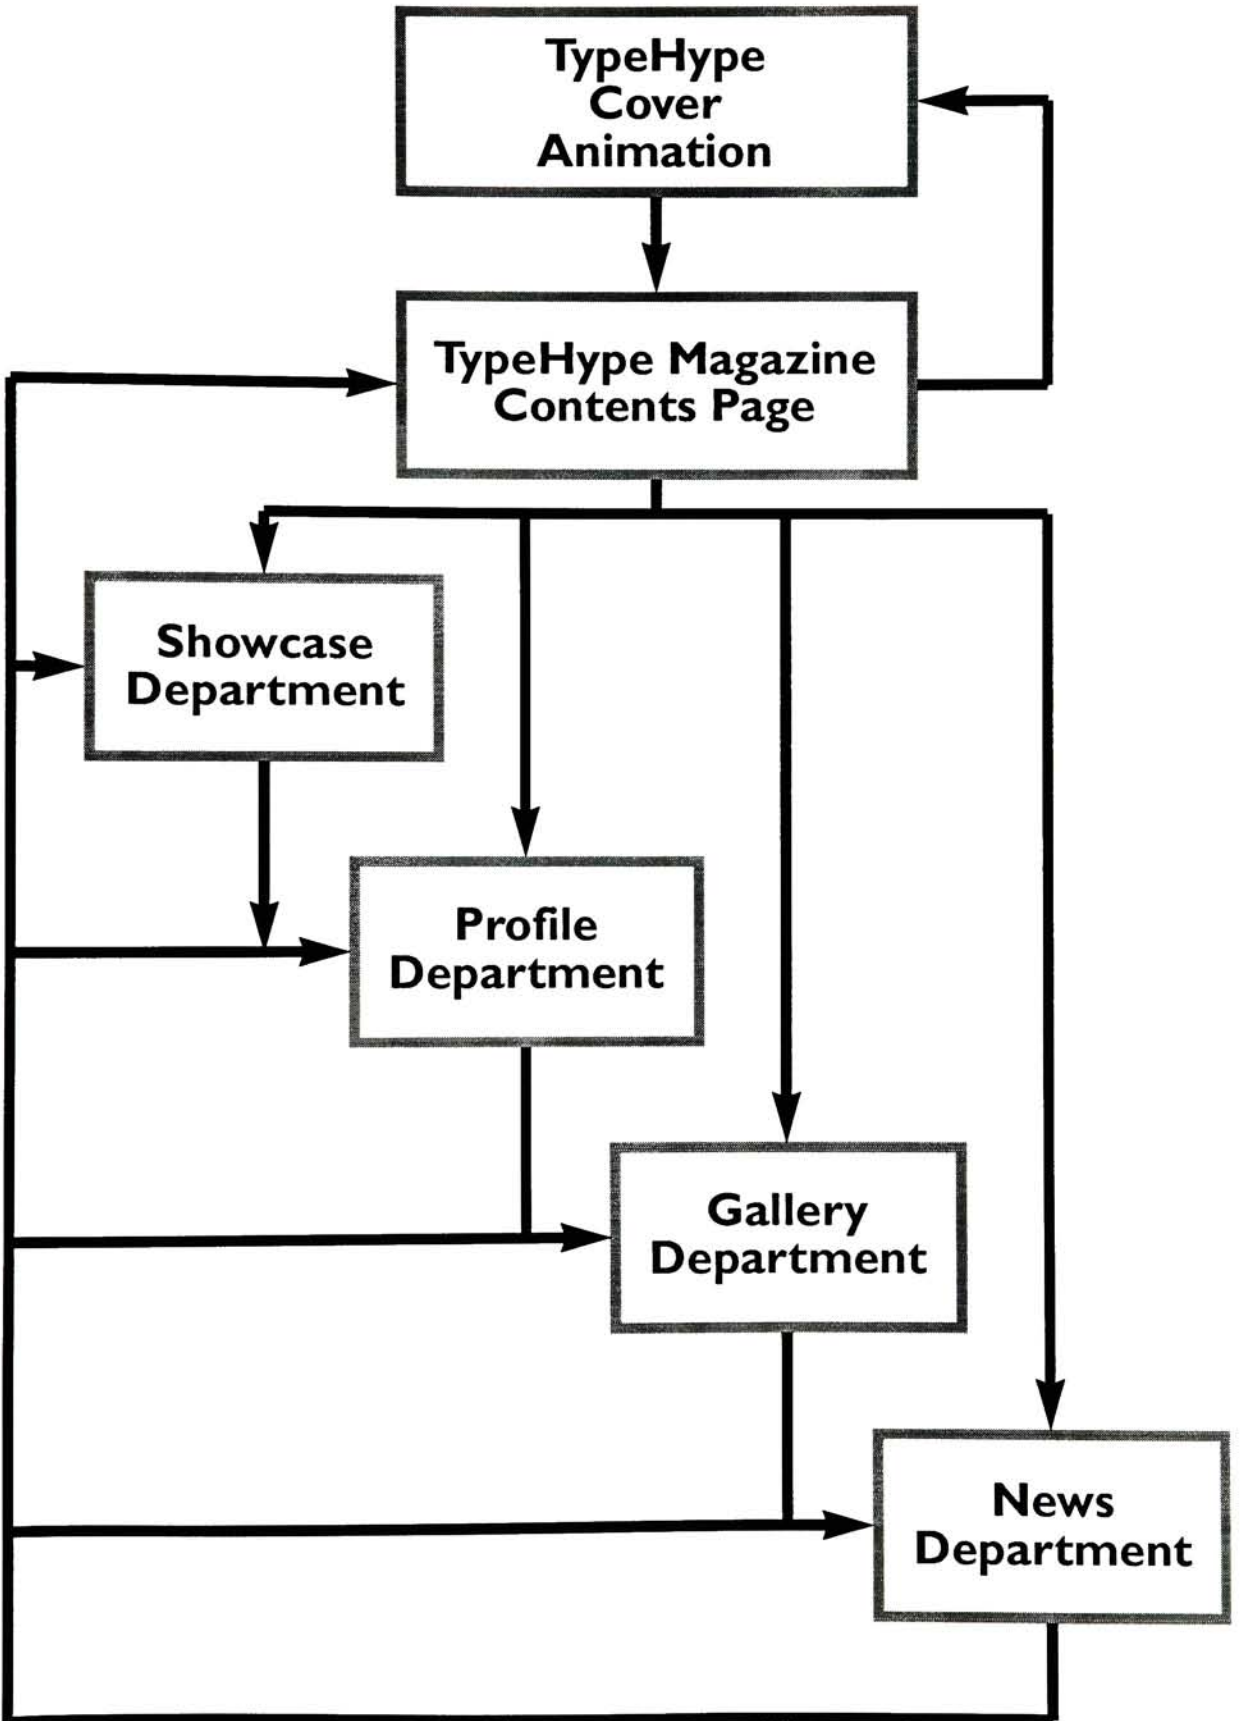 TypeHype
Cover
Animation
TypeHype Magazine
Contents Page
Showcase
Department
Profile
Department
Gallery
Department
News
Department